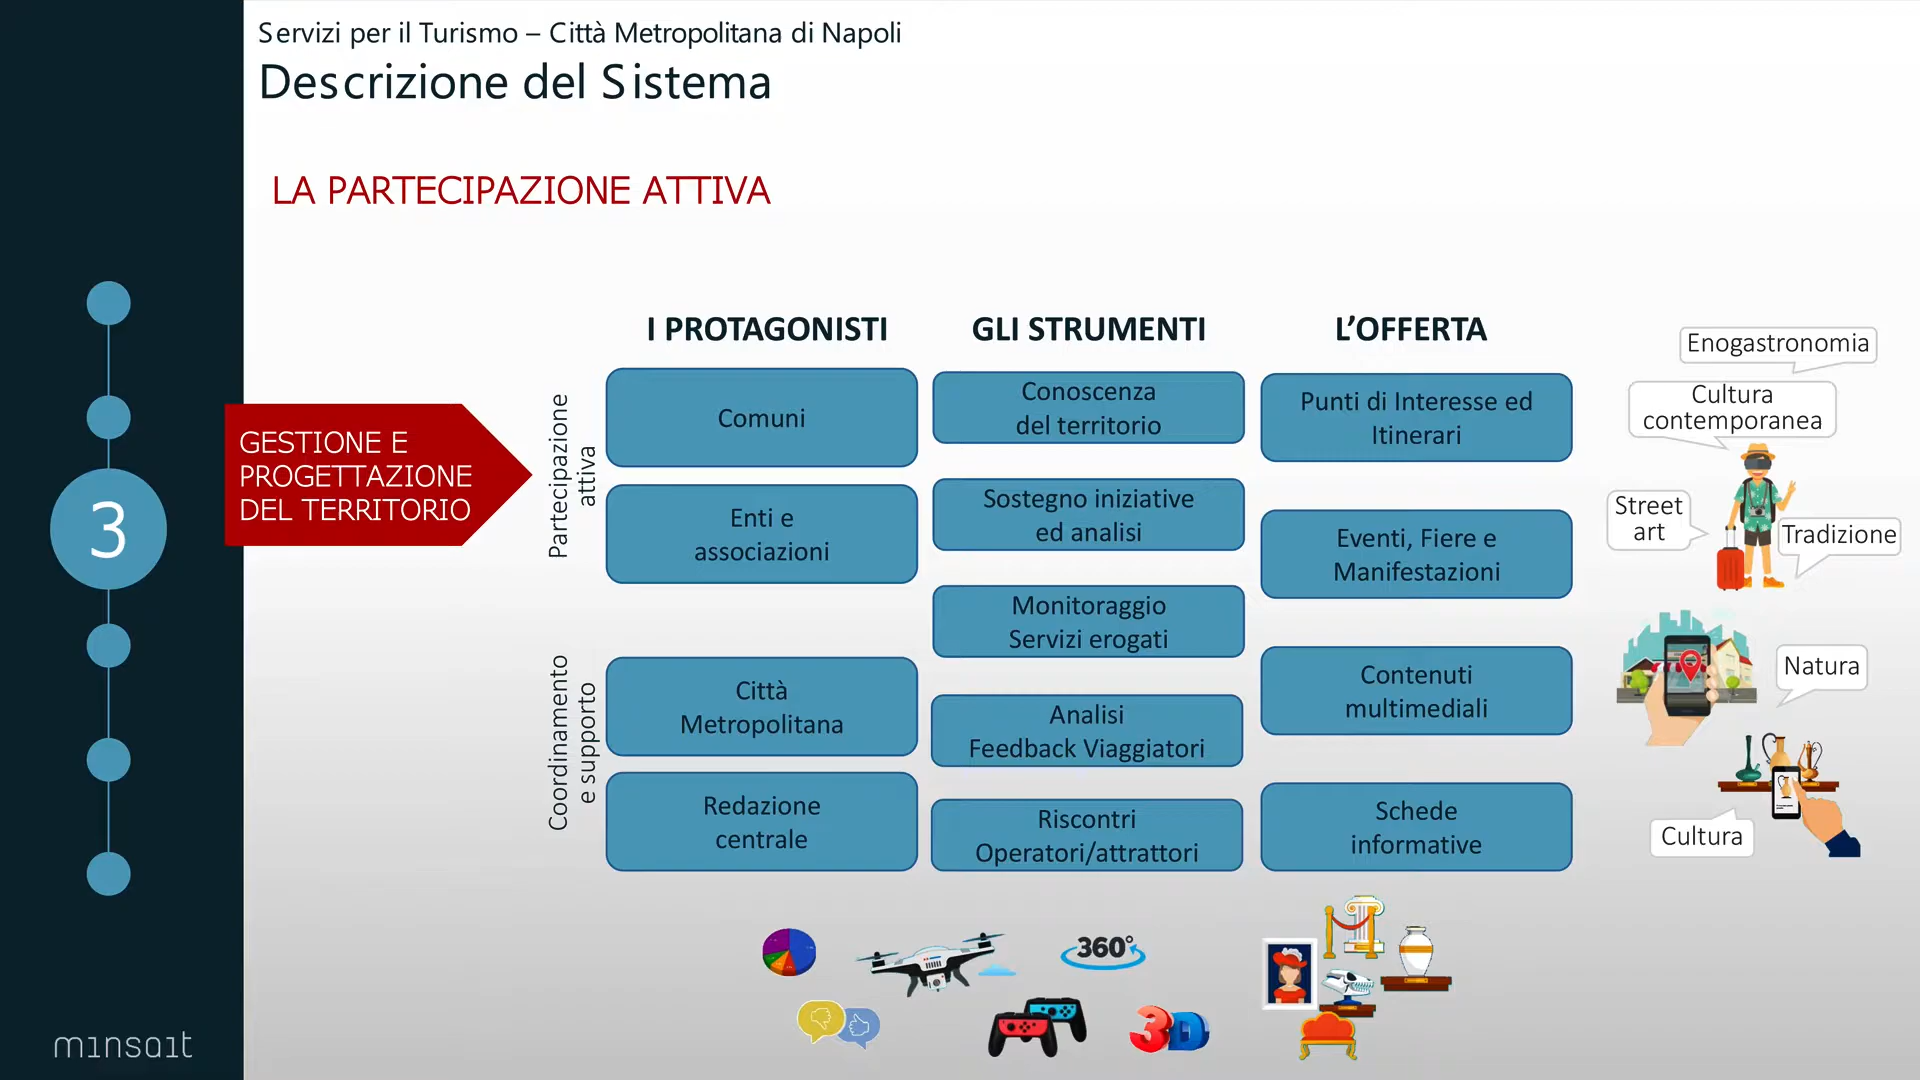 Servizi per il Turismo – Città Metropolitana di Napoli
Descrizione del Sistema
LA PARTECIPAZIONE ATTIVA
3
GESTIONE E
PROGETTAZIONE
DEL TERRITORIO
Partecipazione
attiva
Coordinamento
e supporto
I PROTAGONISTI
Comuni
Enti e
associazioni
Città
Metropolitana
Redazione
centrale
GLI STRUMENTI
Conoscenza
del territorio
Sostegno iniziative
ed analisi
Monitoraggio
Servizi erogati
Analisi
Feedback Viaggiatori
Riscontri
Operatori/attrattori
L'OFFERTA
Punti di Interesse ed
Itinerari
Eventi, Fiere e
Manifestazioni
Contenuti
multimediali
Schede
informative
Enogastronomia
Cultura
contemporanea
Street
art
Tradizione
Natura
Cultura
360°
3D
minsait